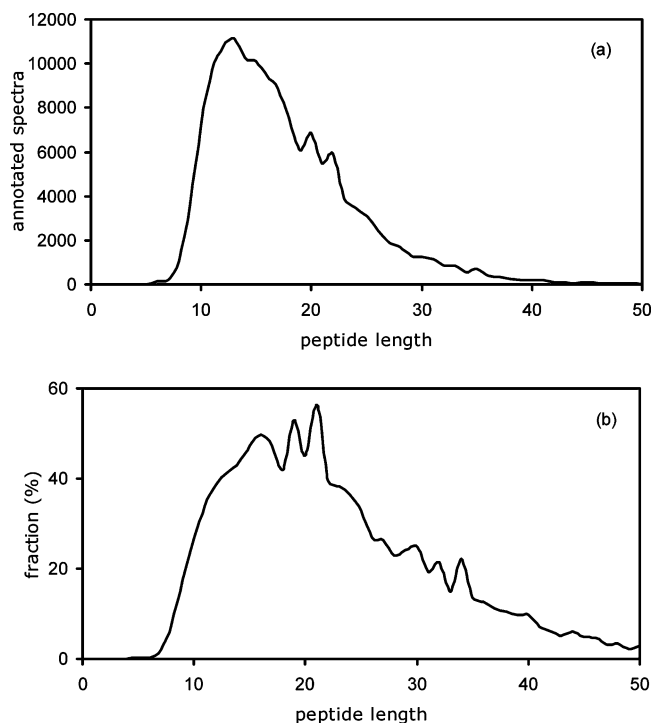 12000
10000
8000
6000
4000
2000
0
annotated spectra
(a)
0 10 20 30 40 50
peptide length
60
40
20
0
fraction (%)
(b)
0 10 20 30 40 50
peptide length